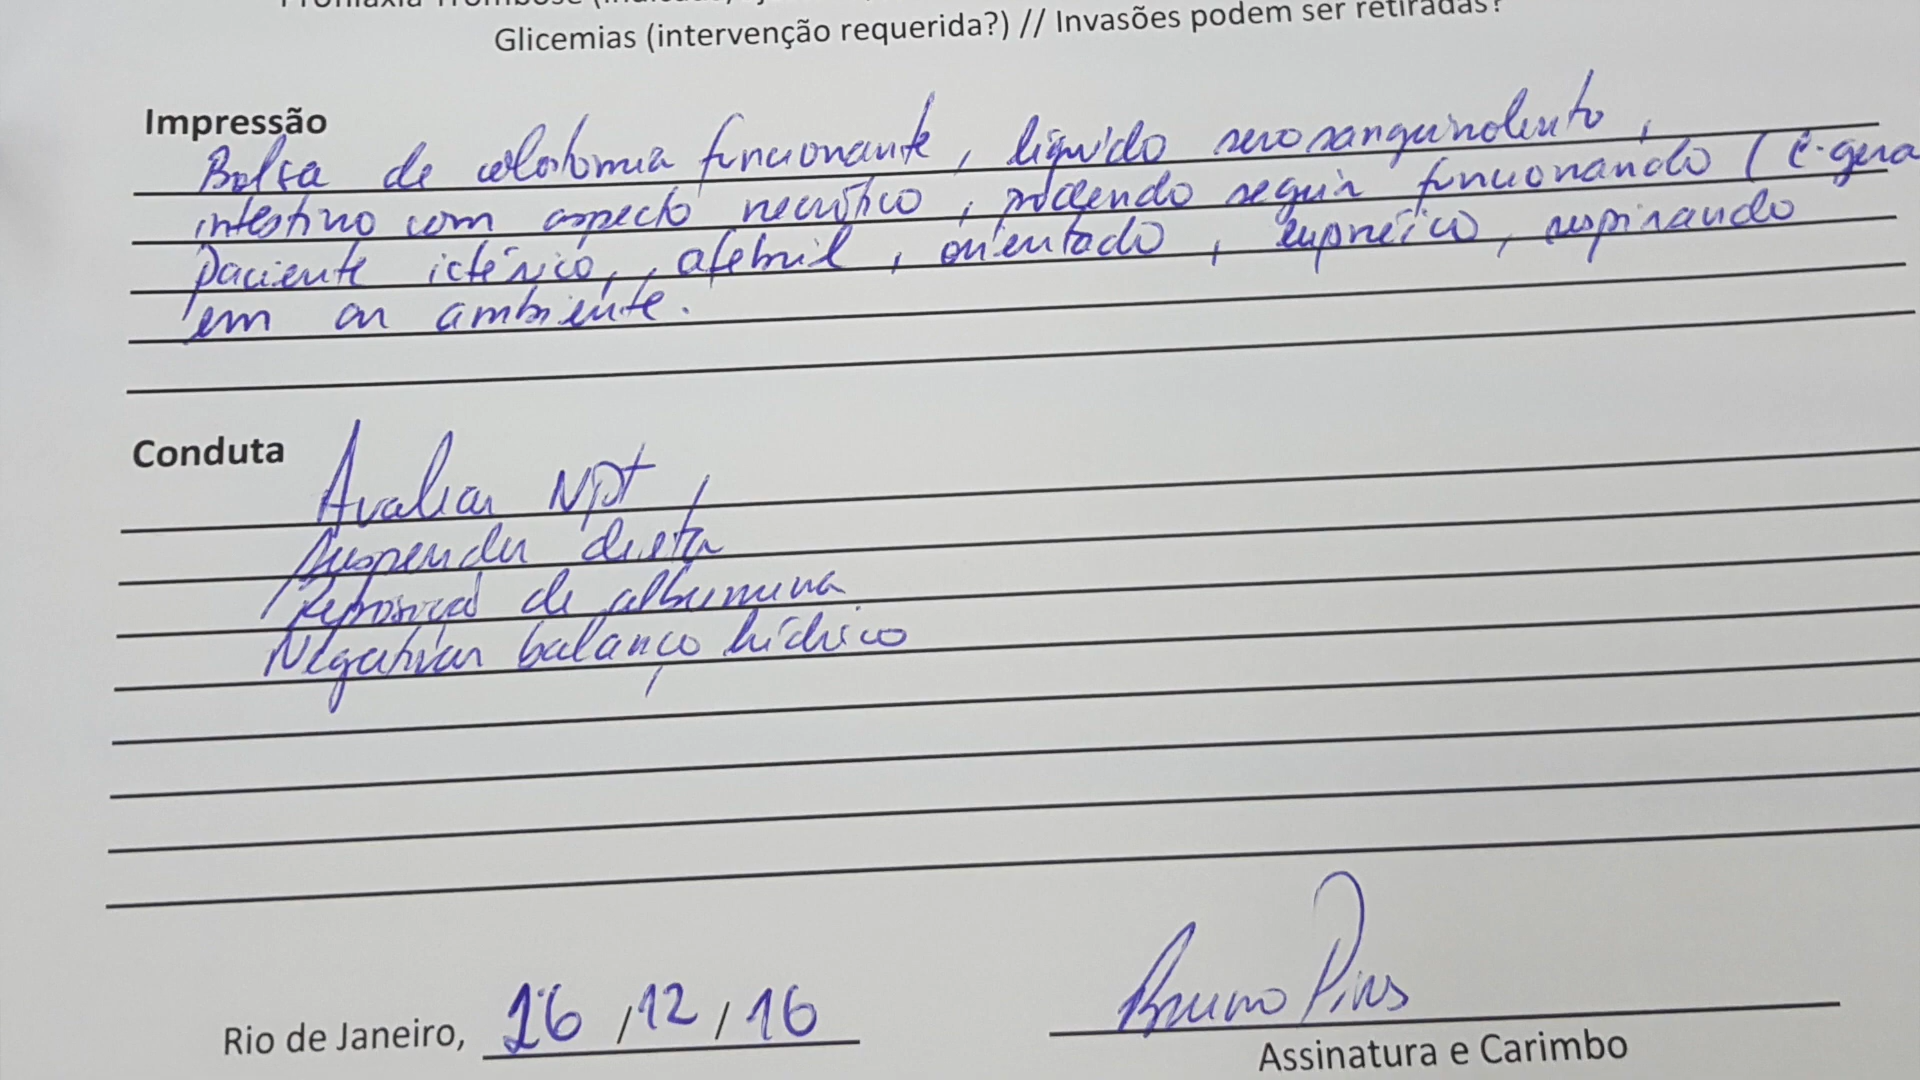 Glicemias (intervenção requerida?) // Invasões podem ser retiradas?
Impressão
Bolsa de colostomia funcionante, líquido serosanguinolento,
intestino com aspecto necrótico, podendo seguir funcionando (C. gera
Paciente ictérico, afebril, orientado, eupneico, respirando
em ar ambiente.
Conduta
Avaliar NPT
Suspender dieta
Reposição de albumina
Negativar balanço hídrico
Rio de Janeiro, 26/12/16
Bruno Pires
Assinatura e Carimbo